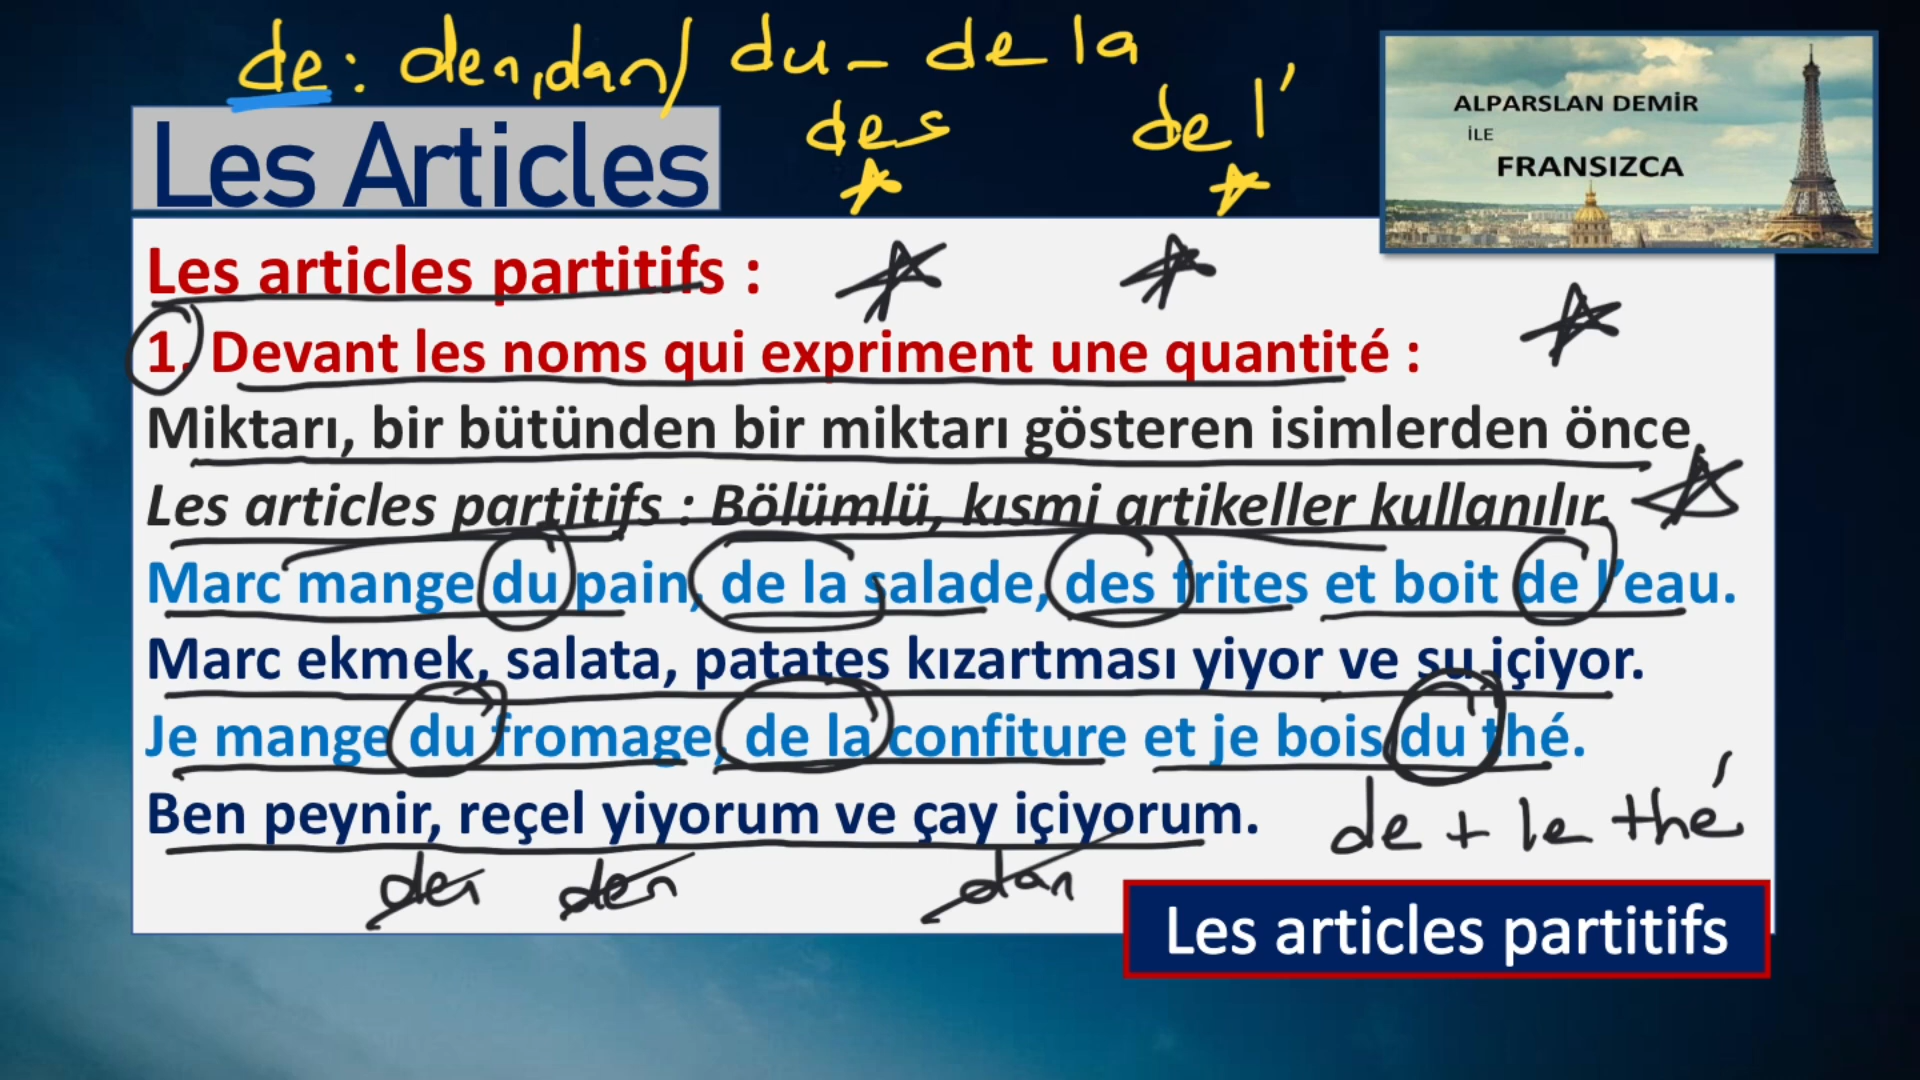 de: den, dan/ du - de la
des de l'
ALPARSLAN DEMİR
İLE
FRANSIZCA
Les Articles
Les articles partitifs :
1. Devant les noms qui expriment une quantité :
Miktarı, bir bütünden bir miktarı gösteren isimlerden önce,
Les articles partitifs : Bölümlü, kısmi artikeller kullanılır.
Marc mange du pain, de la salade, des frites et boit de l'eau.
Marc ekmek, salata, patates kızartması yiyor ve su içiyor.
Je mange du fromage, de la confiture et je bois du thé.
Ben peynir, reçel yiyorum ve çay içiyorum.
de + le thé
den den dan
Les articles partitifs